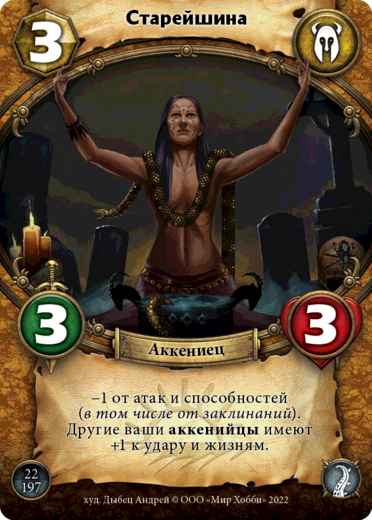 Старейшина
3
3
3
Аккениец
–1 от атак и способностей
(в том числе от заклинаний).
Другие ваши аккенийцы имеют
+1 к удару и жизням.
22
197
худ. Дыбец Андрей © ООО «Мир Хобби» 2022